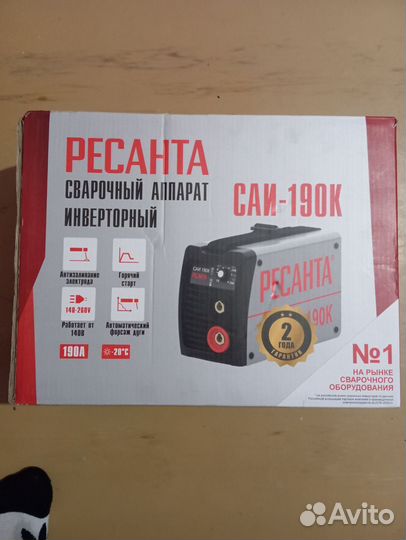 РЕСАНТА
СВАРОЧНЫЙ АППАРАТ
ИНВЕРТОРНЫЙ
САИ-190К
Антизалипание
электрода
Горячий
старт
140-260V
Работает от
140В
Автоматический
форсаж дуги
190А
-20°C
РЕСАНТА
190К
2
ГОДА
ГАРАНТИЯ
№1
НА РЫНКЕ
СВАРОЧНОГО
ОБОРУДОВАНИЯ
Avito